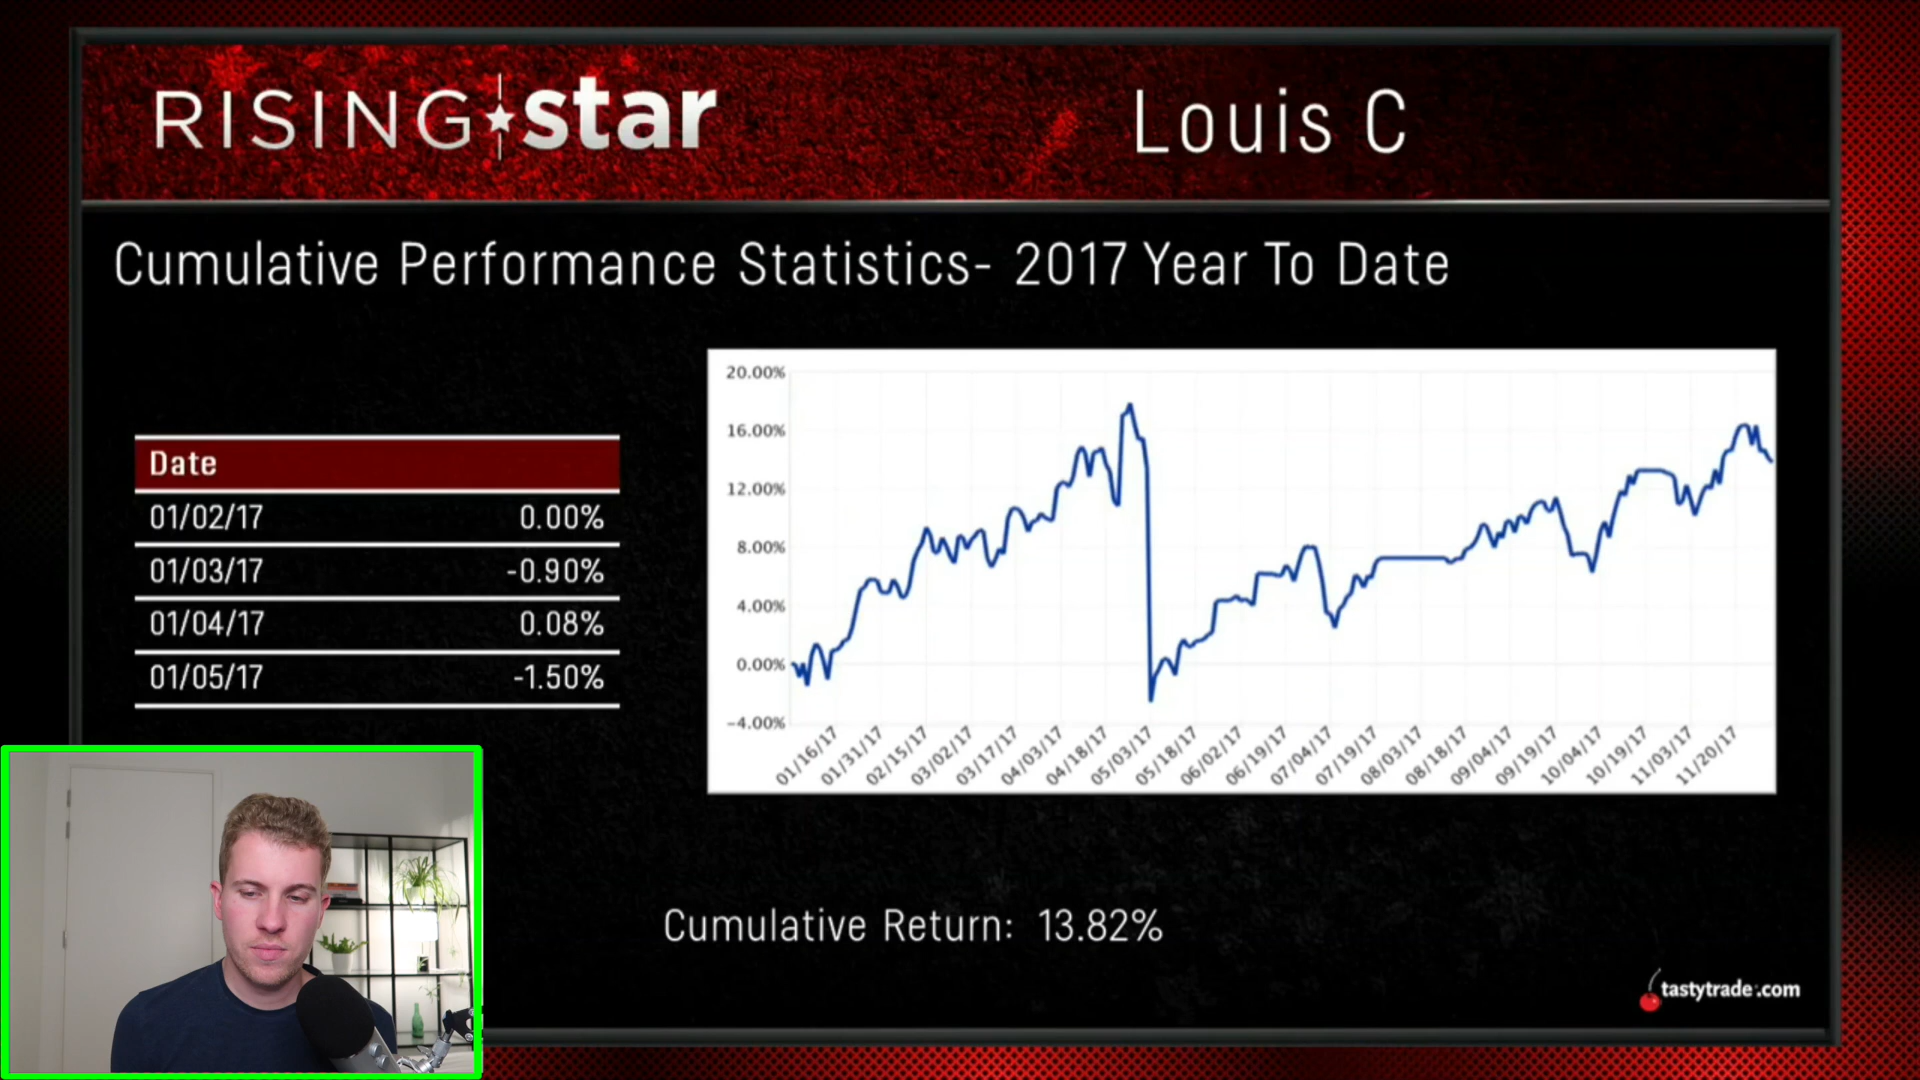 RISING star
Louis C
Cumulative Performance Statistics- 2017 Year To Date
Date
01/02/17 0.00%
01/03/17 -0.90%
01/04/17 0.08%
01/05/17 -1.50%
20.00%
16.00%
12.00%
8.00%
4.00%
0.00%
-4.00%
01/16/17 01/31/17 02/15/17 03/02/17 03/17/17 04/03/17 04/18/17 05/03/17 05/18/17 06/02/17 06/19/17 07/04/17 07/19/17 08/03/17 08/18/17 09/04/17 09/19/17 10/04/17 10/19/17 11/03/17 11/20/17
Cumulative Return: 13.82%
tastytrade.com